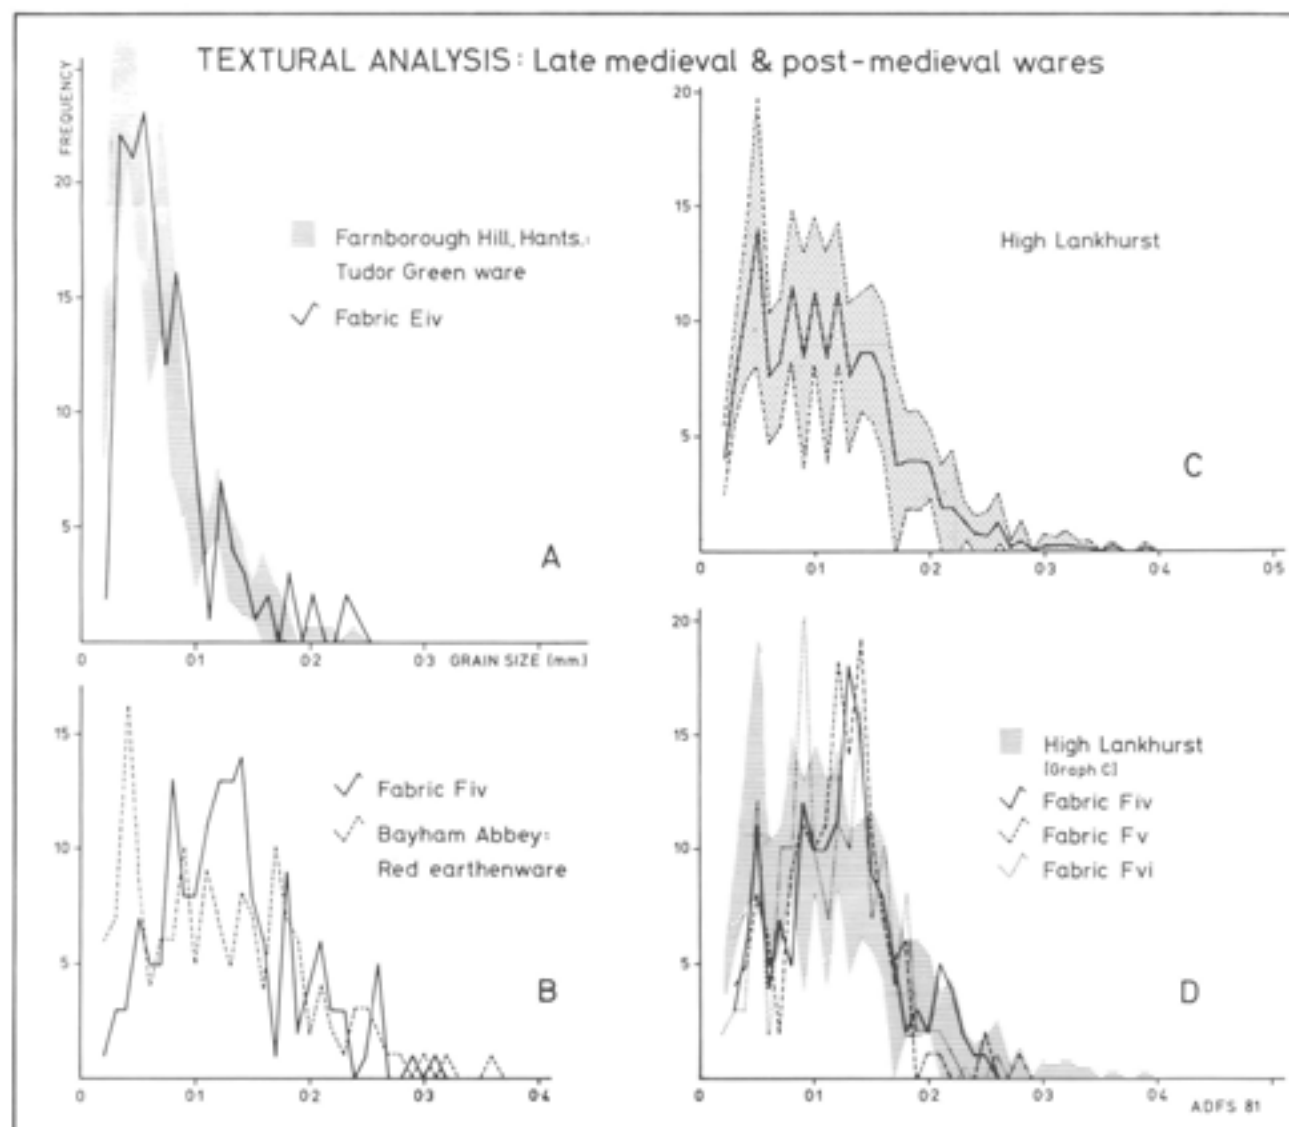 TEXTURAL ANALYSIS: Late medieval & post-medieval wares
FREQUENCY
20
15
10
5
Farnborough Hill, Hants.:
Tudor Green ware
Fabric Eiv
A
0
0·1
0·2
0·3
GRAIN SIZE (mm.)
20
15
10
5
High Lankhurst
C
0
0·1
0·2
0·3
0·4
0·5
15
10
5
Fabric Fiv
Bayham Abbey:
Red earthenware
B
0
0·1
0·2
0·3
0·4
20
15
10
5
High Lankhurst
[Graph C]
Fabric Fiv
Fabric Fv
Fabric Fvi
D
0
0·1
0·2
0·3
0·4
ADFS 81